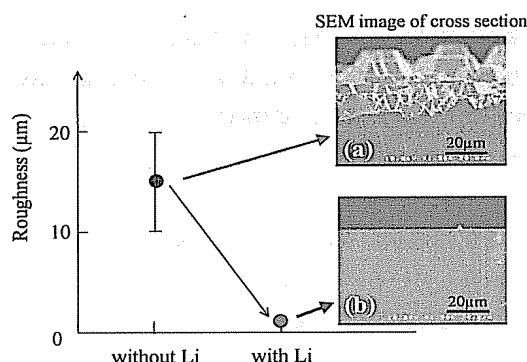 SEM image of cross section
Roughness (μm)
20
10
0
without Li
with Li
(a)
20μm
(b)
20μm